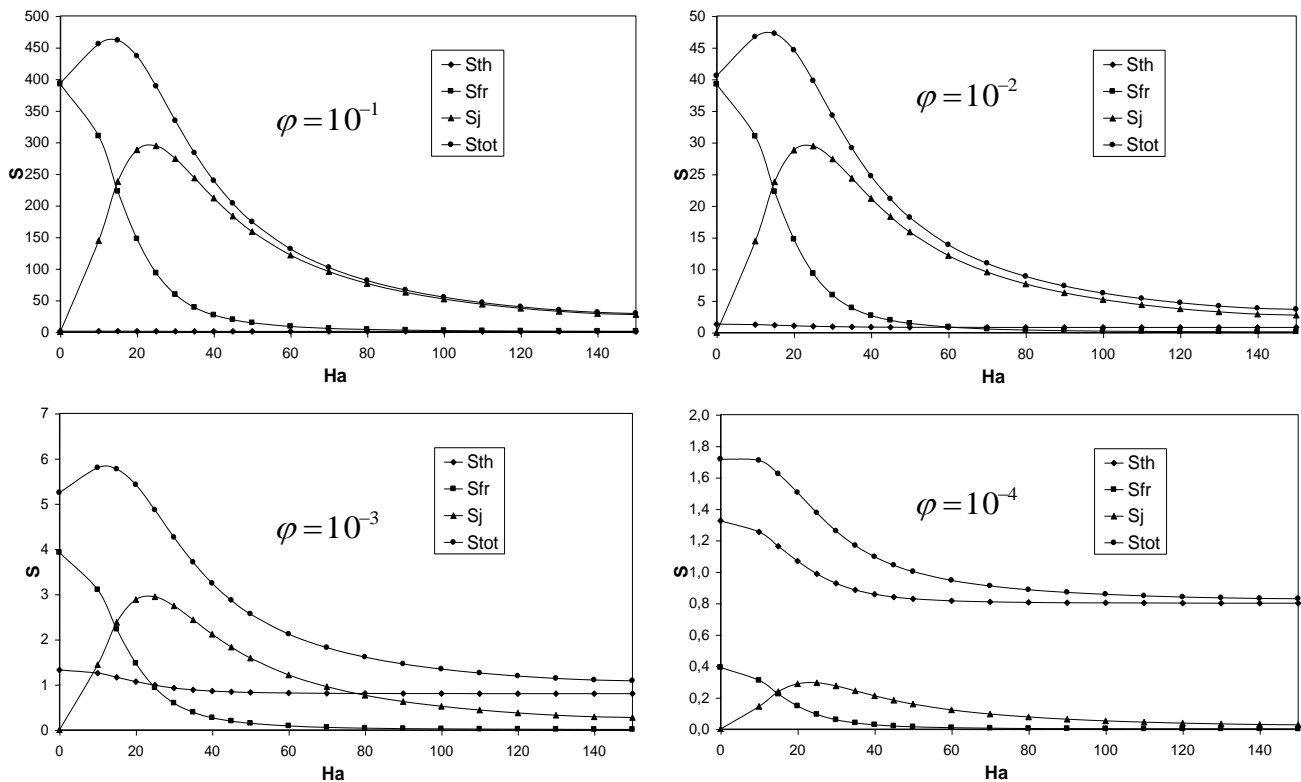 500
450
400
350
300
250
200
150
100
50
0
S
0 20 40 60 80 100 120 140
Ha
Sth
Sfr
Sj
Stot
φ = 10⁻¹
50
45
40
35
30
25
20
15
10
5
0
S
0 20 40 60 80 100 120 140
Ha
Sth
Sfr
Sj
Stot
φ = 10⁻²
7
6
5
4
3
2
1
0
S
0 20 40 60 80 100 120 140
Ha
Sth
Sfr
Sj
Stot
φ = 10⁻³
2,0
1,8
1,6
1,4
1,2
1,0
0,8
0,6
0,4
0,2
0,0
S
0 20 40 60 80 100 120 140
Ha
Sth
Sfr
Sj
Stot
φ = 10⁻⁴